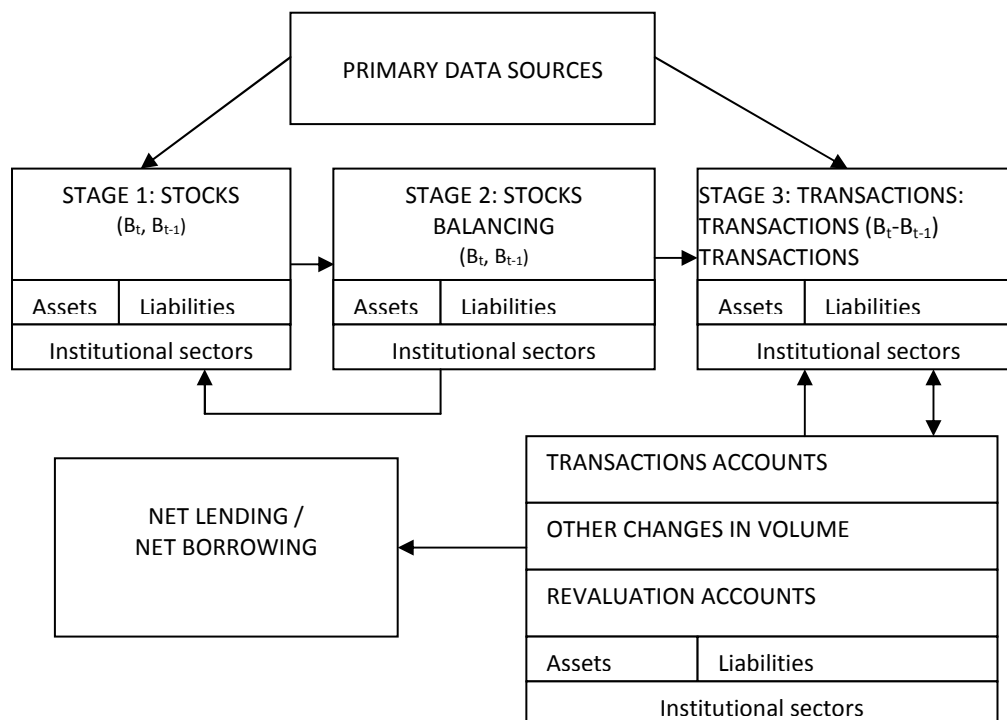 PRIMARY DATA SOURCES
STAGE 1: STOCKS
(Bt, Bt-1)
Assets
Liabilities
Institutional sectors
STAGE 2: STOCKS
BALANCING
(Bt, Bt-1)
Assets
Liabilities
Institutional sectors
STAGE 3: TRANSACTIONS:
TRANSACTIONS (Bt-Bt-1)
TRANSACTIONS
Assets
Liabilities
Institutional sectors
NET LENDING /
NET BORROWING
TRANSACTIONS ACCOUNTS
OTHER CHANGES IN VOLUME
REVALUATION ACCOUNTS
Assets
Liabilities
Institutional sectors